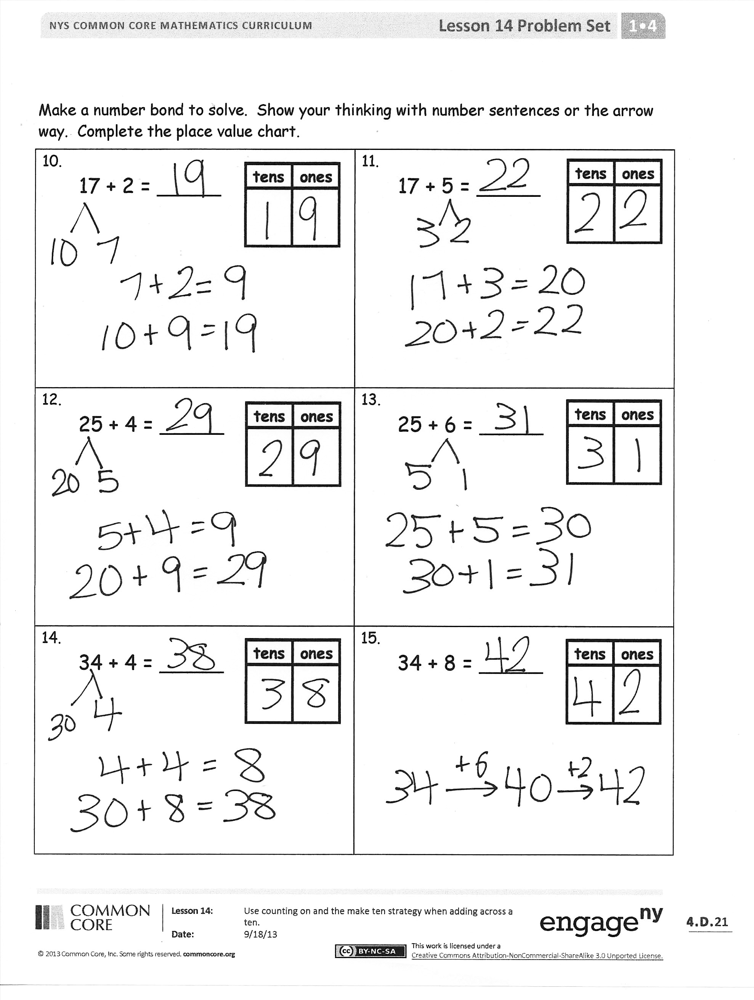 NYS COMMON CORE MATHEMATICS CURRICULUM Lesson 14 Problem Set 1•4
Make a number bond to solve. Show your thinking with number sentences or the arrow
way. Complete the place value chart.
10.
17 + 2 = 19
tens ones
1 9
10 7
7+2=9
10+9=19
11.
17 + 5 = 22
tens ones
2 2
3 2
17+3=20
20+2=22
12.
25 + 4 = 29
tens ones
2 9
20 5
5+4=9
20+9=29
13.
25 + 6 = 31
tens ones
3 1
5 1
25+5=30
30+1=31
14.
34 + 4 = 38
tens ones
3 8
30 4
4+4=8
30+8=38
15.
34 + 8 = 42
tens ones
4 2
+6 +2
34 → 40 → 42
COMMON
CORE
Lesson 14: Use counting on and the make ten strategy when adding across a
ten.
Date: 9/18/13
engageny
4.D.21
© 2013 Common Core, Inc. Some rights reserved. commoncore.org
cc BY-NC-SA
This work is licensed under a
Creative Commons Attribution-NonCommercial-ShareAlike 3.0 Unported License.